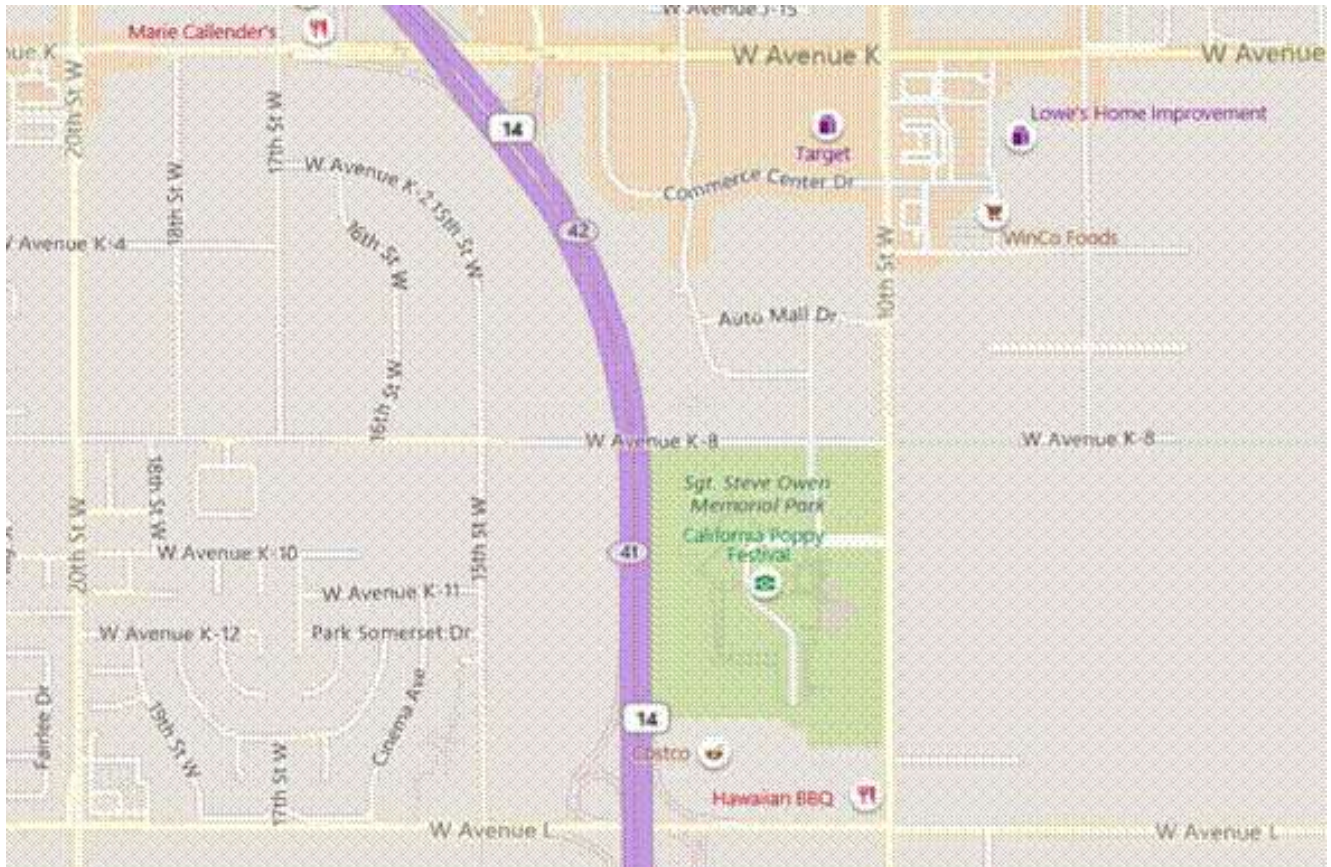 W Avenue J-15
Marie Callender's
nue K
W Avenue K
W Avenue
20th St W
17th St W
14
Lowe's Home Improvement
Target
W Avenue K-2
15th St W
Commerce Center Dr
18th St W
16th St W
42
W Avenue K-4
WinCo Foods
10th St W
Auto Mall Dr
16th St W
W Avenue K-8
W Avenue K-8
18th St W
Sgt. Steve Owen
Memorial Park
20th St W
15th St W
California Poppy
Festival
W Avenue K-10
41
W Avenue K-11
W Avenue K-12
Park Somerset Dr
Fairlee Dr
19th St W
Cinema Ave
14
Costco
17th St W
Hawaiian BBQ
W Avenue L
W Avenue L